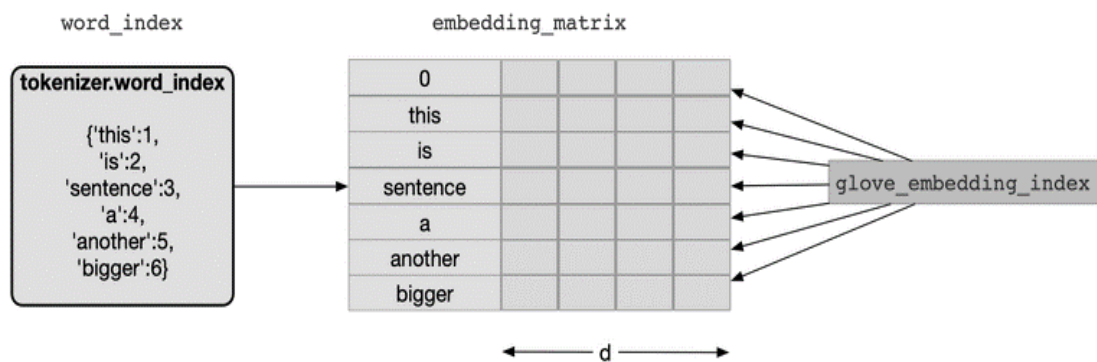 word_index
embedding_matrix
tokenizer.word_index
{'this':1,
'is':2,
'sentence':3,
'a':4,
'another':5,
'bigger':6}
0
this
is
sentence
a
another
bigger
glove_embedding_index
d